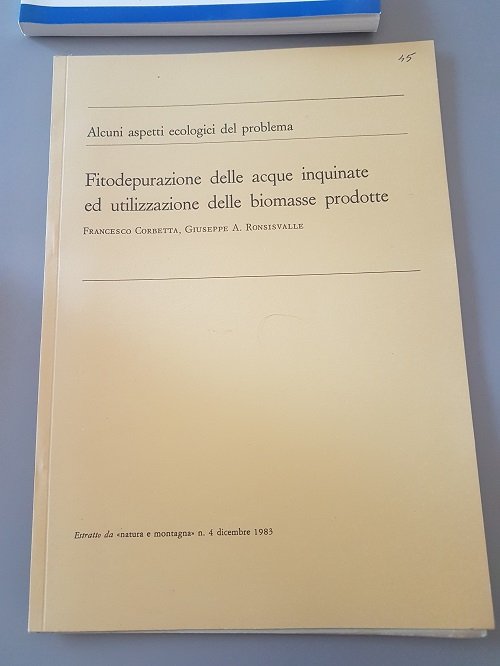 45
Alcuni aspetti ecologici del problema
Fitodepurazione delle acque inquinate
ed utilizzazione delle biomasse prodotte
Francesco Corbetta, Giuseppe A. Ronsisvalle
Estratto da «natura e montagna» n. 4 dicembre 1983